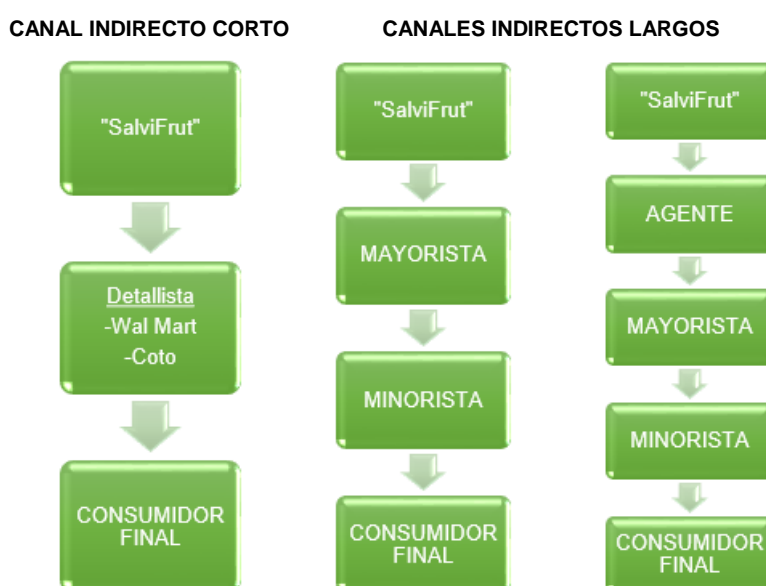 CANAL INDIRECTO CORTO
CANALES INDIRECTOS LARGOS
"SalviFrut"
Detallista
-Wal Mart
-Coto
CONSUMIDOR
FINAL
"SalviFrut"
MAYORISTA
MINORISTA
CONSUMIDOR
FINAL
"SalviFrut"
AGENTE
MAYORISTA
MINORISTA
CONSUMIDOR
FINAL